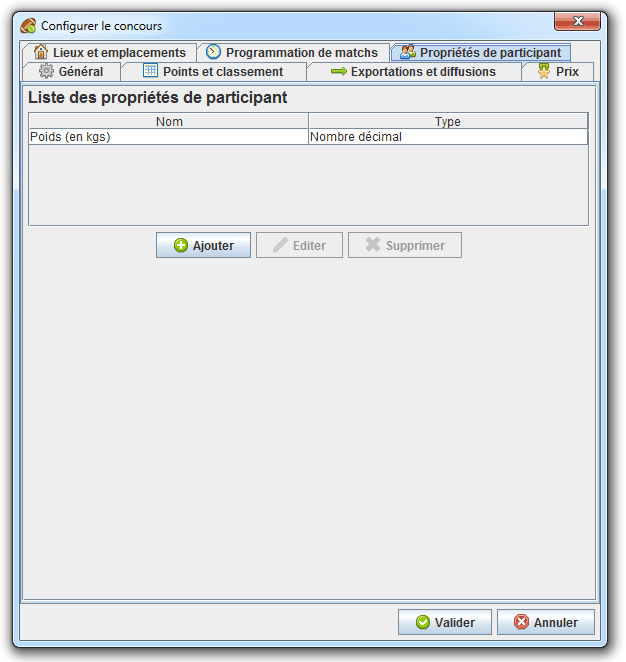 Configurer le concours
Lieux et emplacements Programmation de matchs Propriétés de participant
Général Points et classement Exportations et diffusions Prix
Liste des propriétés de participant
Nom Type
Poids (en kgs) Nombre décimal
Ajouter Editer Supprimer
Valider Annuler